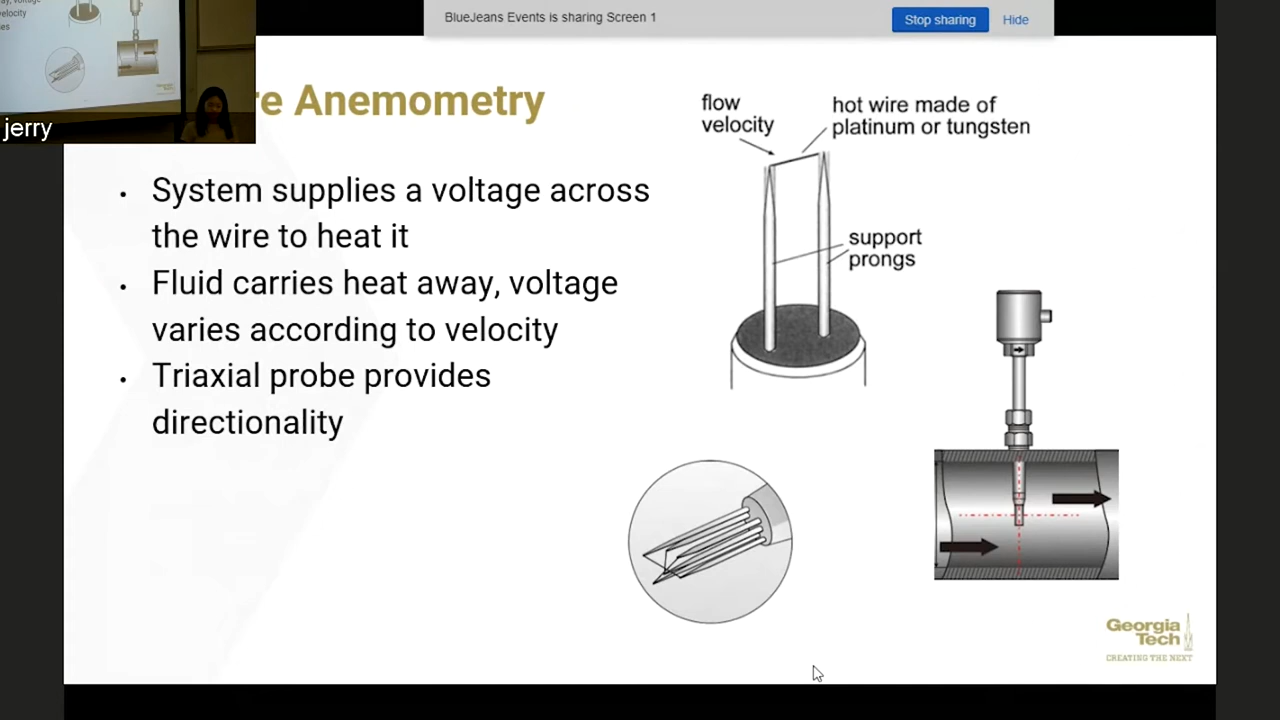 BlueJeans Events is sharing Screen 1
Stop sharing
Hide
jerry
re Anemometry
System supplies a voltage across
the wire to heat it
Fluid carries heat away, voltage
varies according to velocity
Triaxial probe provides
directionality
flow
velocity
hot wire made of
platinum or tungsten
support
prongs
Georgia
Tech
CREATING THE NEXT